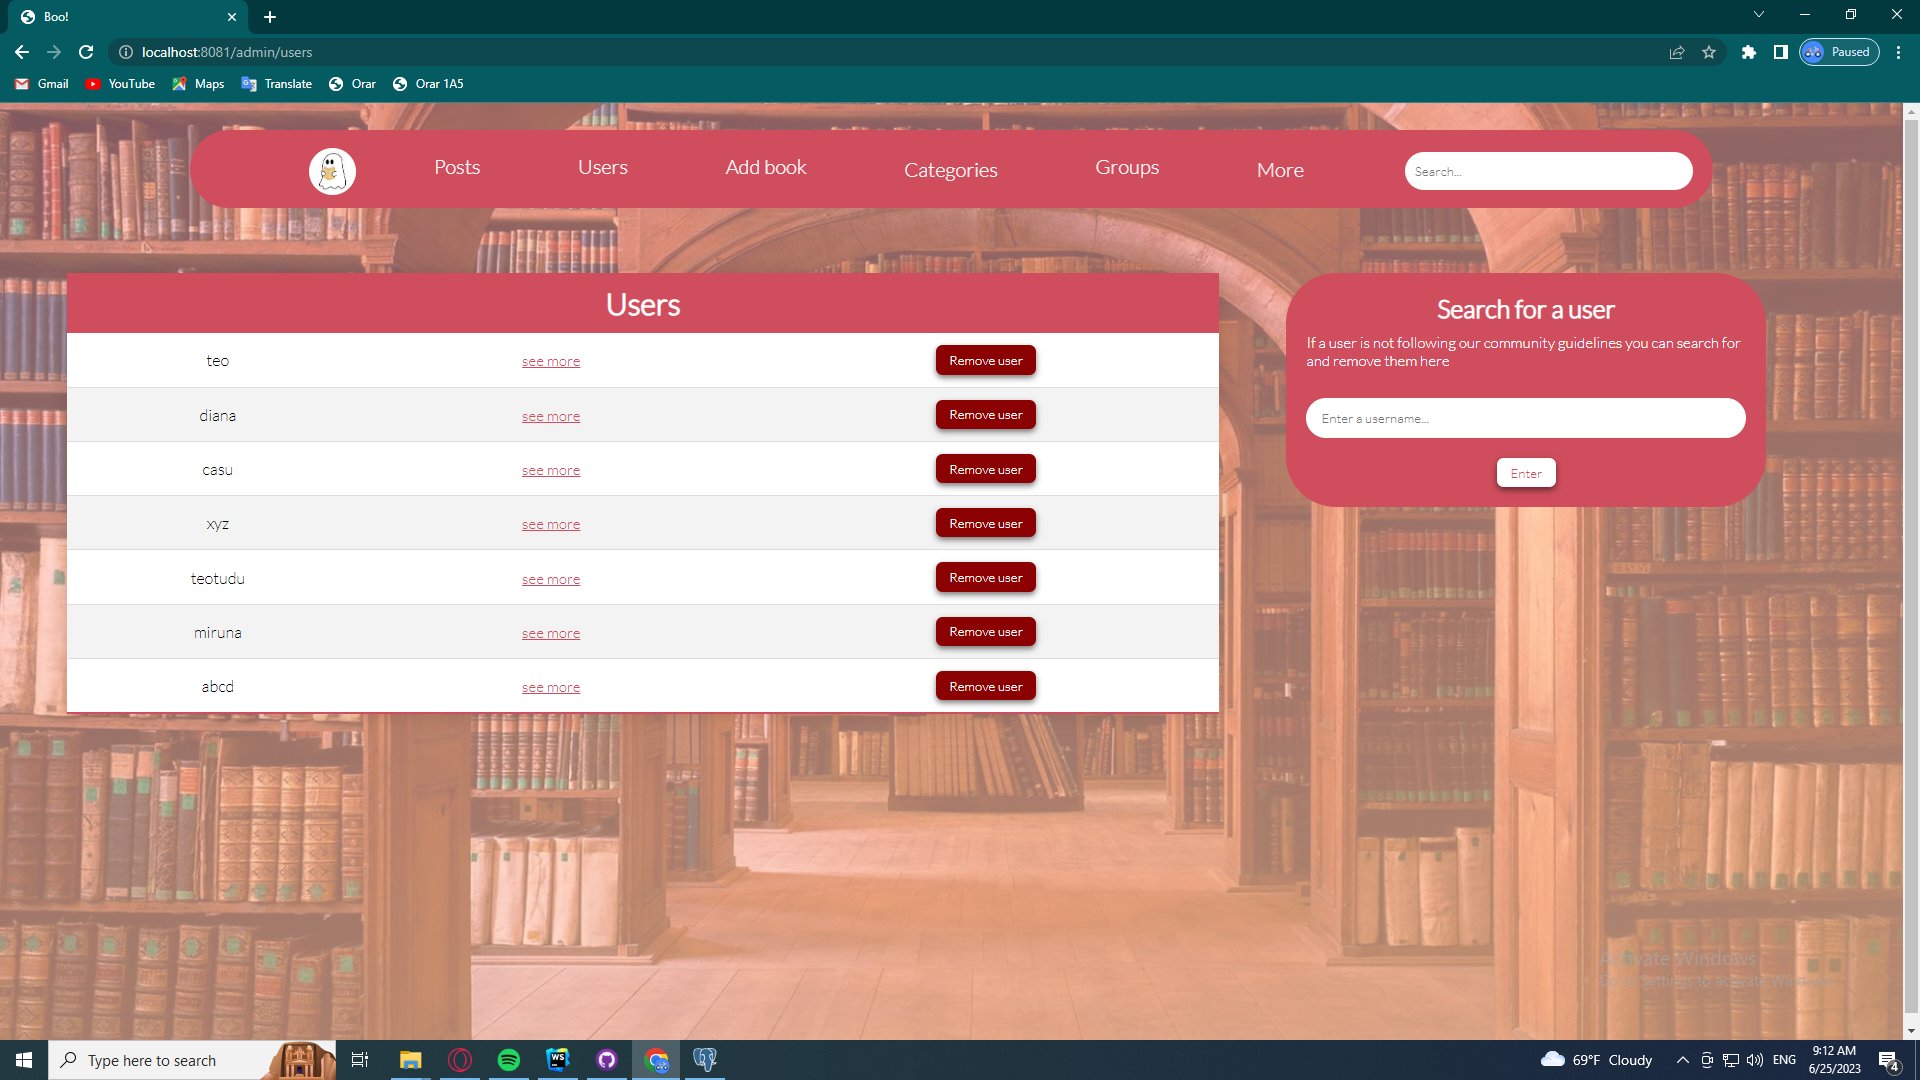 Boo!
localhost:8081/admin/users
Paused
Gmail
YouTube
Maps
Translate
Orar
Orar 1A5
Posts
Users
Add book
Categories
Groups
More
Search...
Users
teo see more Remove user
diana see more Remove user
casu see more Remove user
xyz see more Remove user
teotudu see more Remove user
miruna see more Remove user
abcd see more Remove user
Search for a user
If a user is not following our community guidelines you can search for
and remove them here
Enter a username...
Enter
Activate Windows
Go to Settings to activate Windows.
Type here to search
WS
69°F Cloudy
ENG
9:12 AM
6/25/2023
4